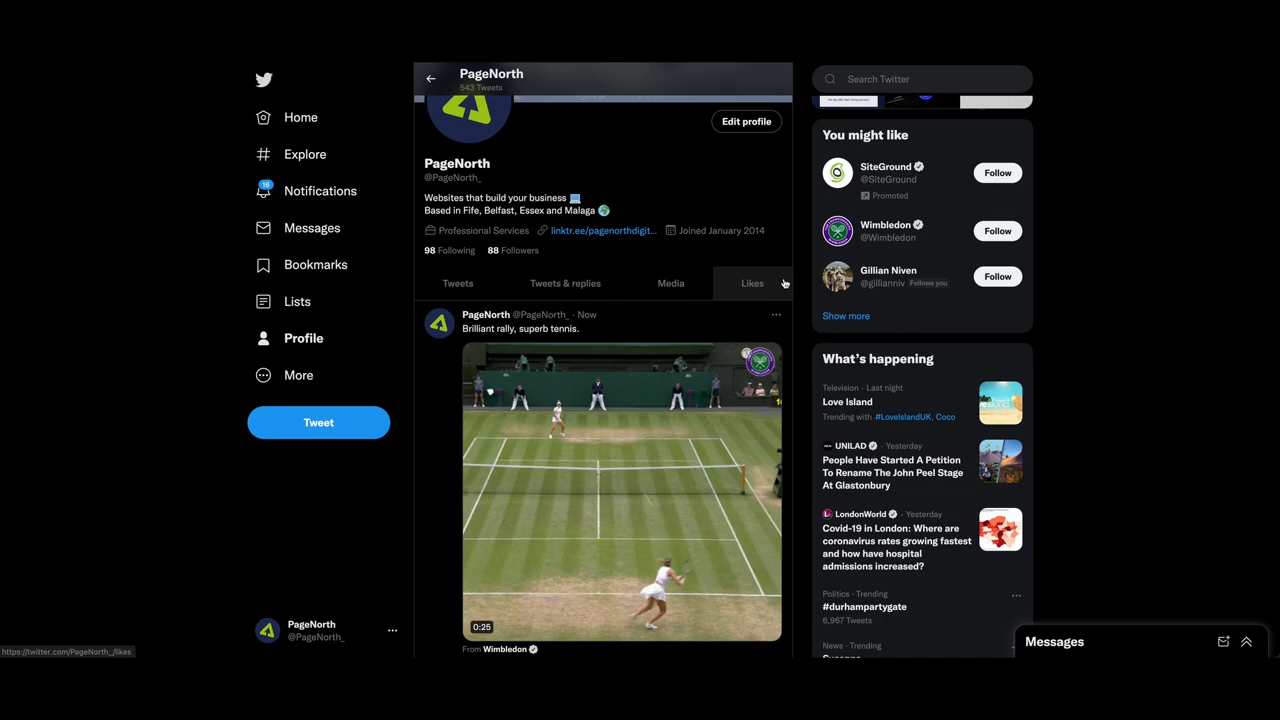 Home
Explore
16
Notifications
Messages
Bookmarks
Lists
Profile
More
Tweet
PageNorth
@PageNorth_
https://twitter.com/PageNorth_/likes
PageNorth
543 Tweets
Edit profile
PageNorth
@PageNorth_
Websites that build your business
Based in Fife, Belfast, Essex and Malaga
Professional Services linktr.ee/pagenorthdigit... Joined January 2014
98 Following 88 Followers
Tweets Tweets & replies Media Likes
PageNorth @PageNorth_ · Now
Brilliant rally, superb tennis.
0:25
From Wimbledon
Search Twitter
You might like
SiteGround
@SiteGround
Promoted
Follow
Wimbledon
@Wimbledon
Follow
Gillian Niven
@gillianniv Follows you
Follow
Show more
What's happening
Television · Last night
Love Island
Trending with #LoveIslandUK, Coco
UNILAD · Yesterday
People Have Started A Petition
To Rename The John Peel Stage
At Glastonbury
LondonWorld · Yesterday
Covid-19 in London: Where are
coronavirus rates growing fastest
and how have hospital
admissions increased?
Politics · Trending
#durhampartygate
6,967 Tweets
News · Trending
Messages